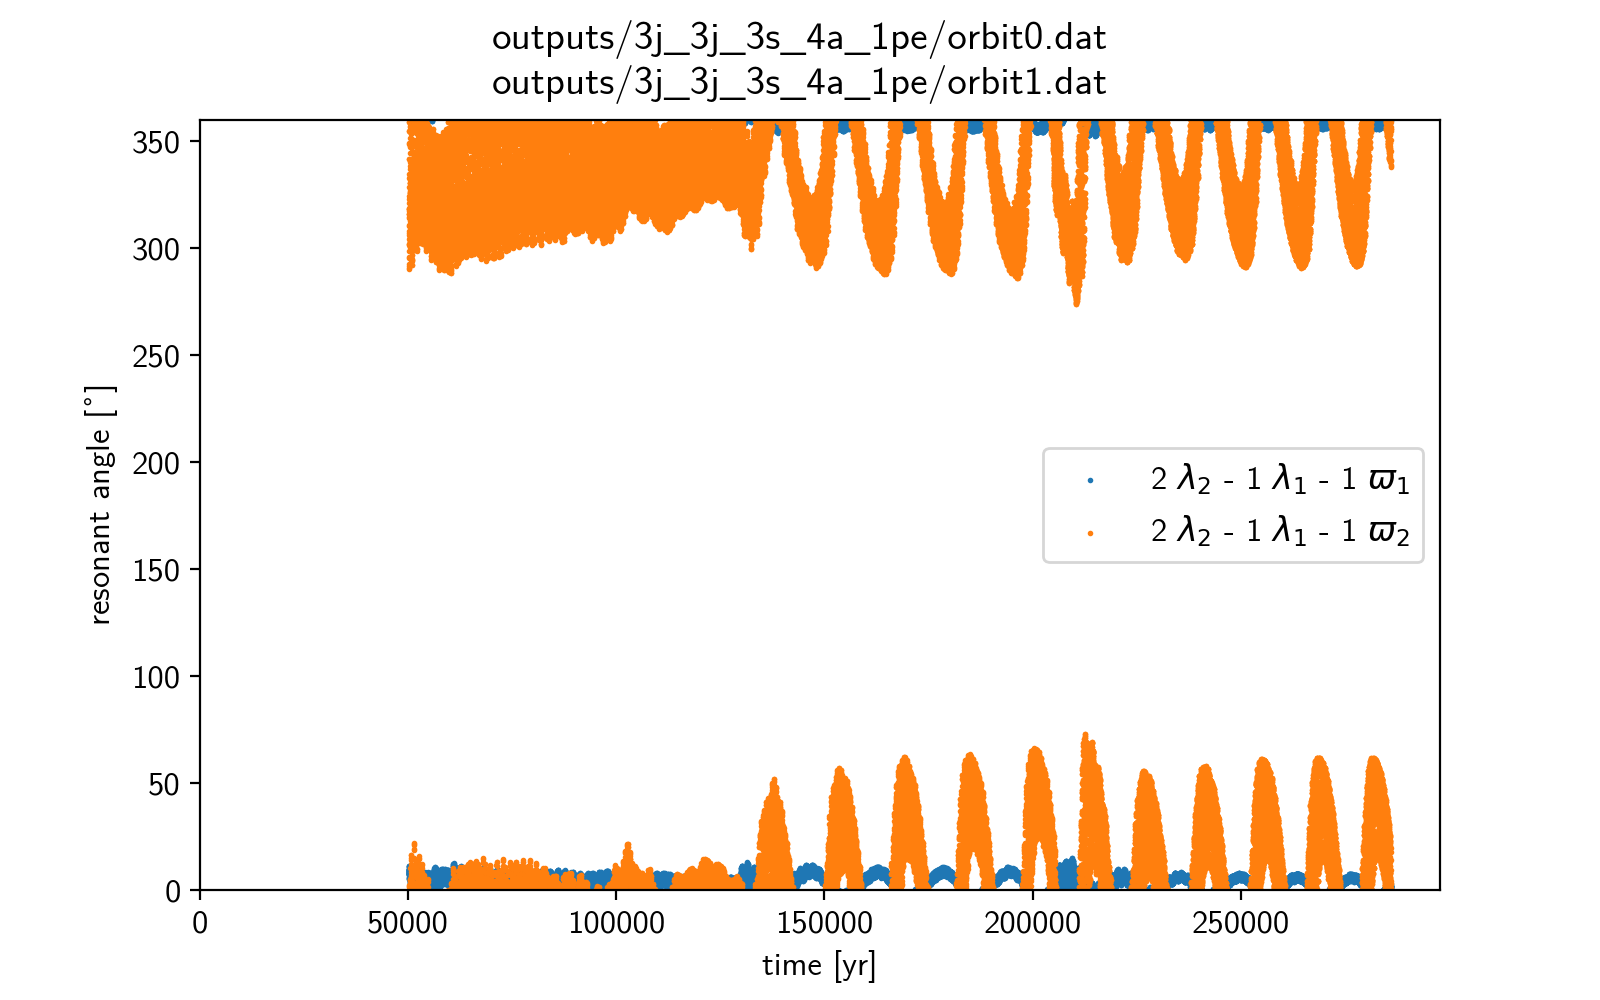 outputs/3j_3j_3s_4a_1pe/orbit0.dat
outputs/3j_3j_3s_4a_1pe/orbit1.dat
350
300
250
200
150
100
50
0
resonant angle [°]
2 λ₂ - 1 λ₁ - 1 ϖ₁
2 λ₂ - 1 λ₁ - 1 ϖ₂
0
50000
100000
150000
200000
250000
time [yr]